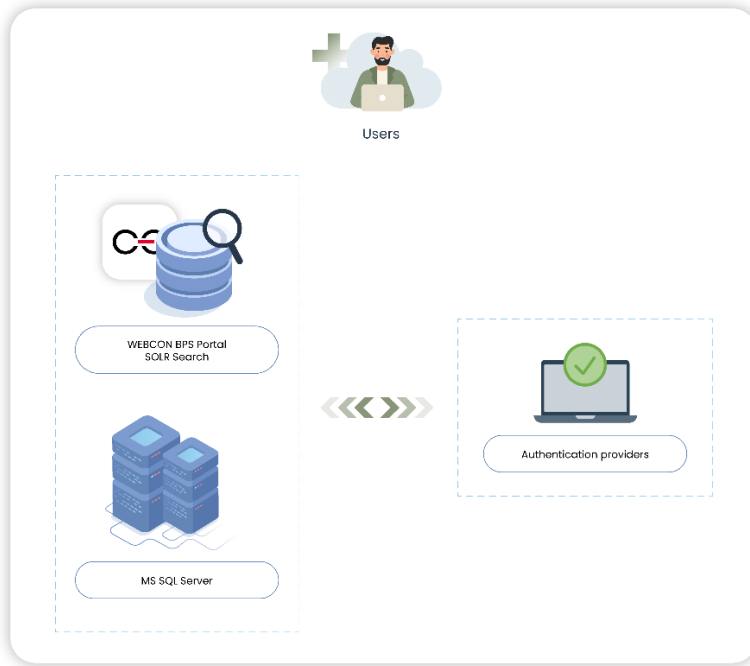 Users
WEBCON BPS Portal
SOLR Search
Authentication providers
MS SQL Server